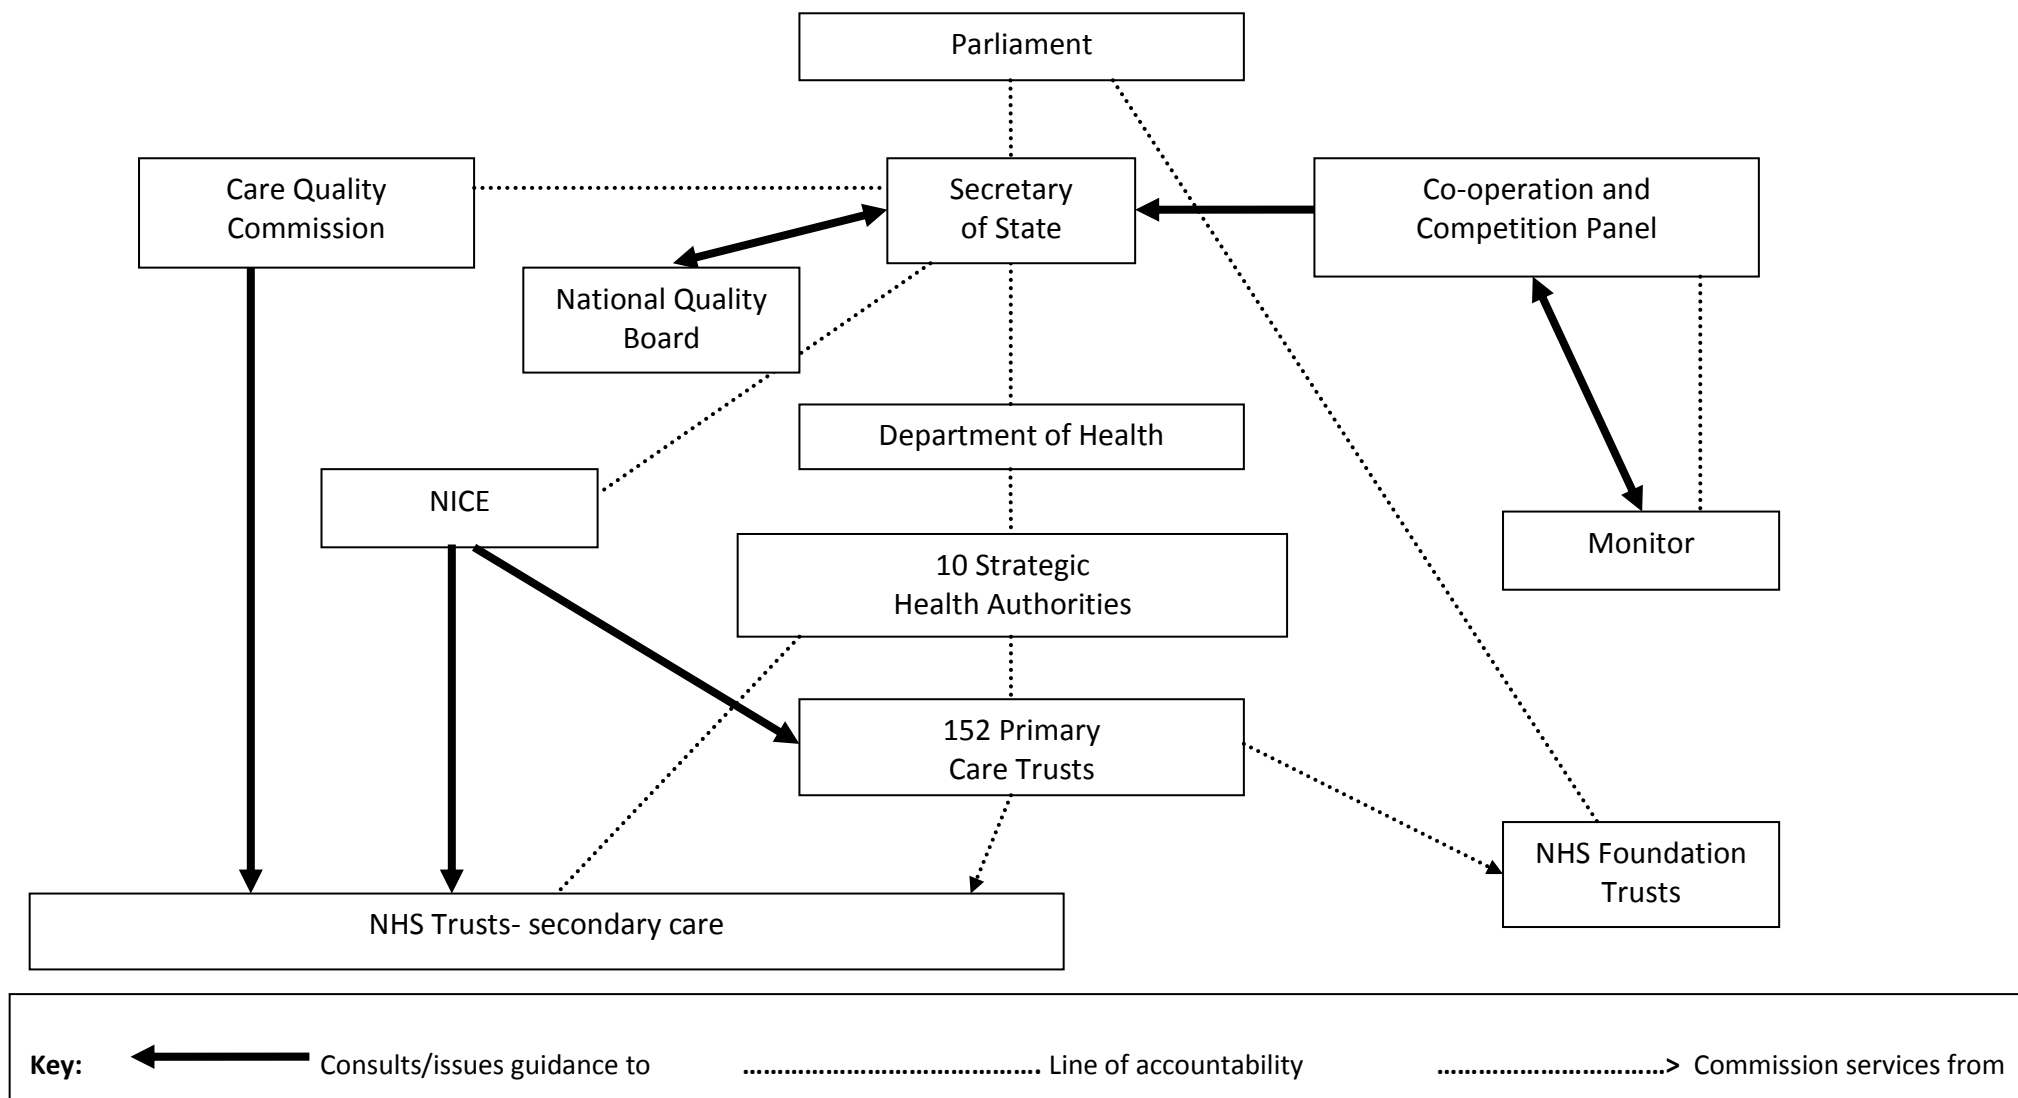 Parliament
Care Quality
Commission
Secretary
of State
Co-operation and
Competition Panel
National Quality
Board
Department of Health
NICE
10 Strategic
Health Authorities
Monitor
152 Primary
Care Trusts
NHS Foundation
Trusts
NHS Trusts- secondary care
Key: Consults/issues guidance to ………………………………….. Line of accountability …………………………> Commission services from